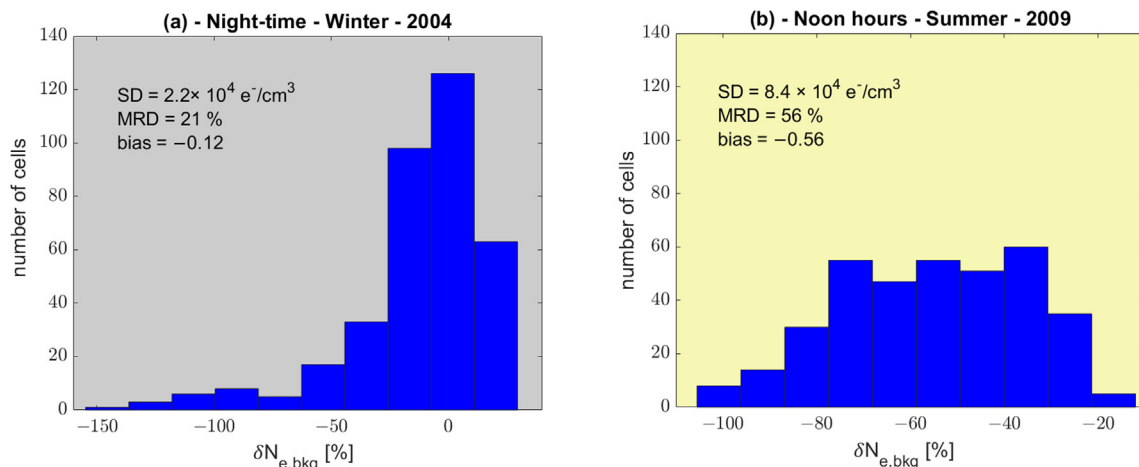 (a) - Night-time - Winter - 2004
140
120
100
80
60
40
20
0
number of cells
SD = 2.2× 10⁴ e⁻/cm³
MRD = 21 %
bias = −0.12
−150 −100 −50 0
δN_{e,bkg} [%]
(b) - Noon hours - Summer - 2009
140
120
100
80
60
40
20
0
number of cells
SD = 8.4 × 10⁴ e⁻/cm³
MRD = 56 %
bias = −0.56
−100 −80 −60 −40 −20
δN_{e,bkg} [%]